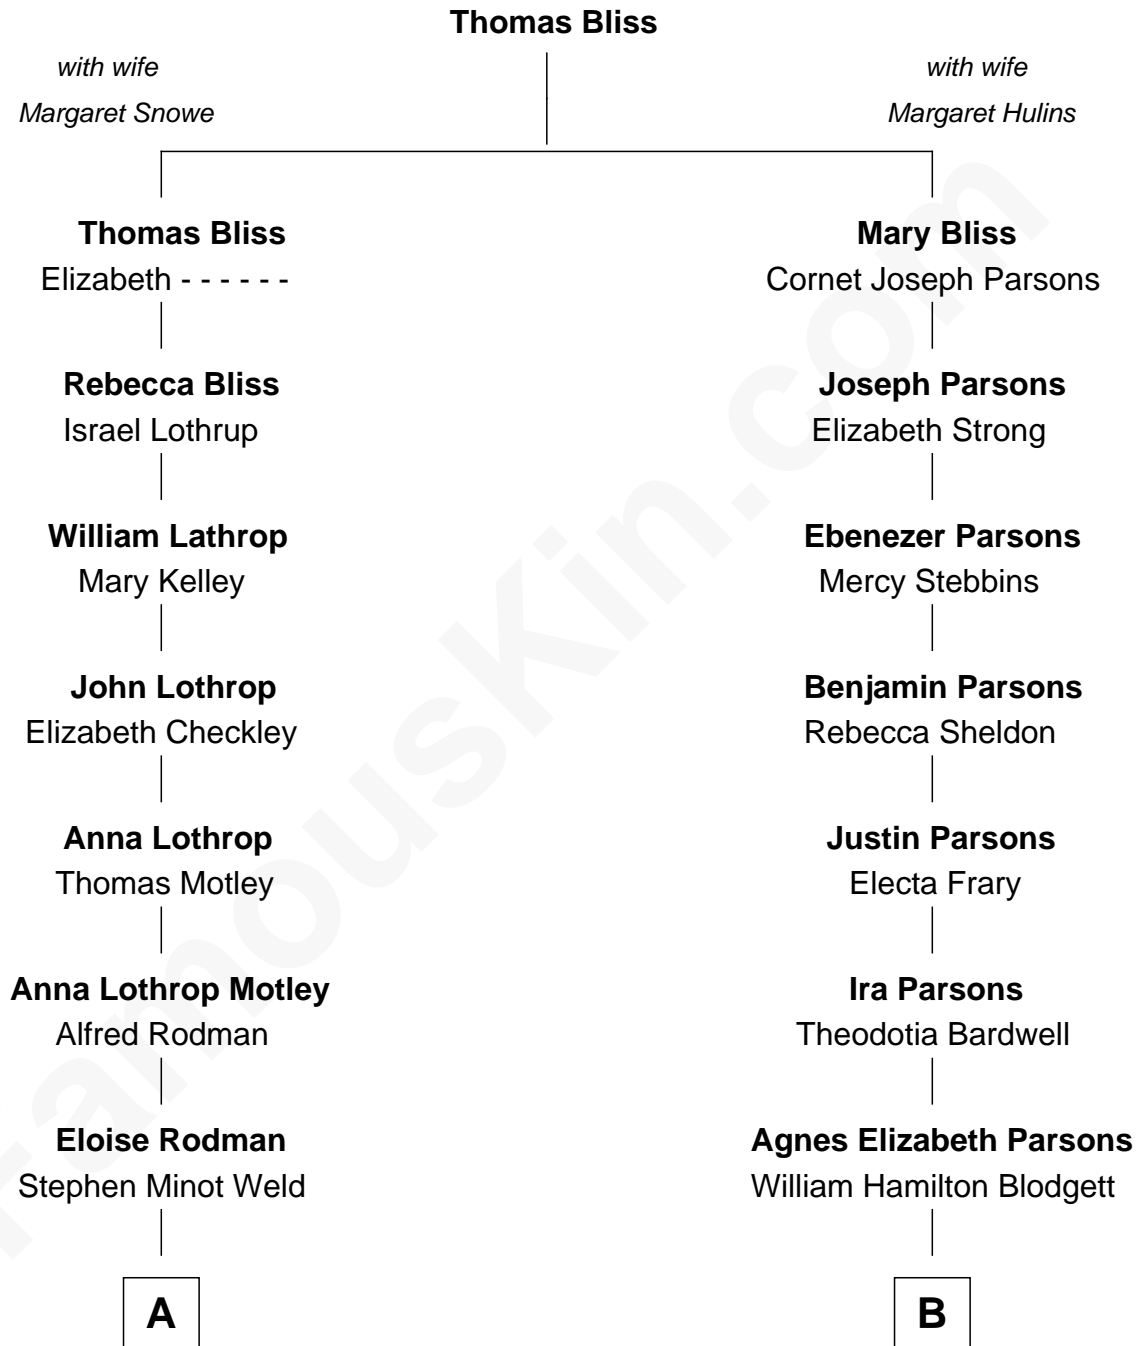 Thomas Bliss
with wife
Margaret Snowe
with wife
Margaret Hulins
Thomas Bliss
Elizabeth - - - - - -
Mary Bliss
Cornet Joseph Parsons
Rebecca Bliss
Israel Lothrup
Joseph Parsons
Elizabeth Strong
William Lathrop
Mary Kelley
Ebenezer Parsons
Mercy Stebbins
John Lothrop
Elizabeth Checkley
Benjamin Parsons
Rebecca Sheldon
Anna Lothrop
Thomas Motley
Justin Parsons
Electa Frary
Anna Lothrop Motley
Alfred Rodman
Ira Parsons
Theodotia Bardwell
Eloise Rodman
Stephen Minot Weld
Agnes Elizabeth Parsons
William Hamilton Blodgett
A
B
FamousKin.com